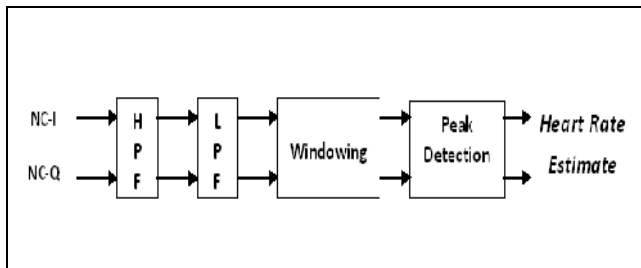 NC-I
NC-Q
H
P
F
L
P
F
Windowing
Peak
Detection
Heart Rate
Estimate